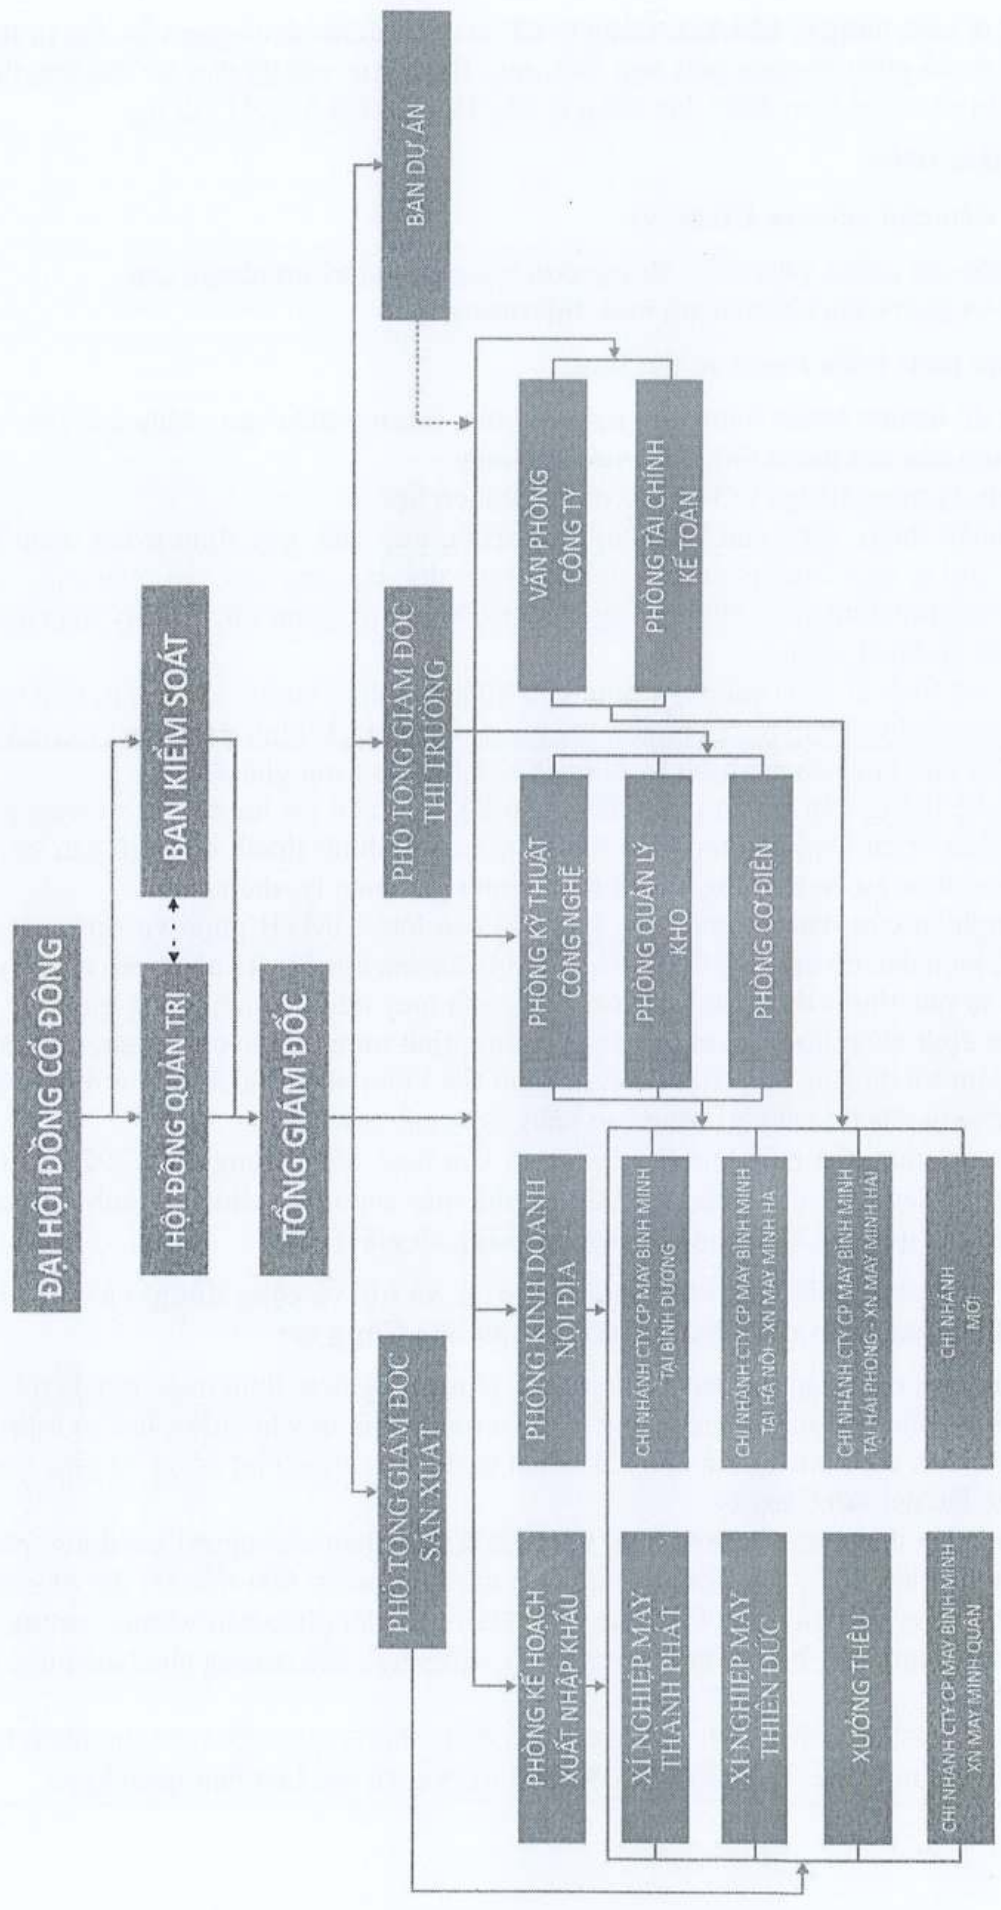 ĐẠI HỘI ĐỒNG CỔ ĐÔNG
HỘI ĐỒNG QUẢN TRỊ
BAN KIỂM SOÁT
TỔNG GIÁM ĐỐC
PHÓ TỔNG GIÁM ĐỐC
SẢN XUẤT
PHÓ TỔNG GIÁM ĐỐC
THỊ TRƯỜNG
BAN DỰ ÁN
PHÒNG KẾ HOẠCH
XUẤT NHẬP KHẨU
PHÒNG KINH DOANH
NỘI ĐỊA
PHÒNG KỸ THUẬT
CÔNG NGHỆ
VĂN PHÒNG
CÔNG TY
XÍ NGHIỆP MAY
THÀNH PHÁT
CHI NHÁNH CTY CP MAY BÌNH MINH
TẠI BÌNH DƯƠNG
PHÒNG QUẢN LÝ
KHO
PHÒNG TÀI CHÍNH
KẾ TOÁN
XÍ NGHIỆP MAY
THIÊN ĐỨC
CHI NHÁNH CTY CP MAY BÌNH MINH
TẠI HÀ NỘI - XN MAY MINH HÀ
PHÒNG CƠ ĐIỆN
XƯỞNG THÊU
CHI NHÁNH CTY CP MAY BÌNH MINH
TẠI HẢI PHÒNG - XN MAY MINH HẢI
CHI NHÁNH CTY CP MAY BÌNH MINH
XN MAY MINH QUÂN
CHI NHÁNH
MỚI